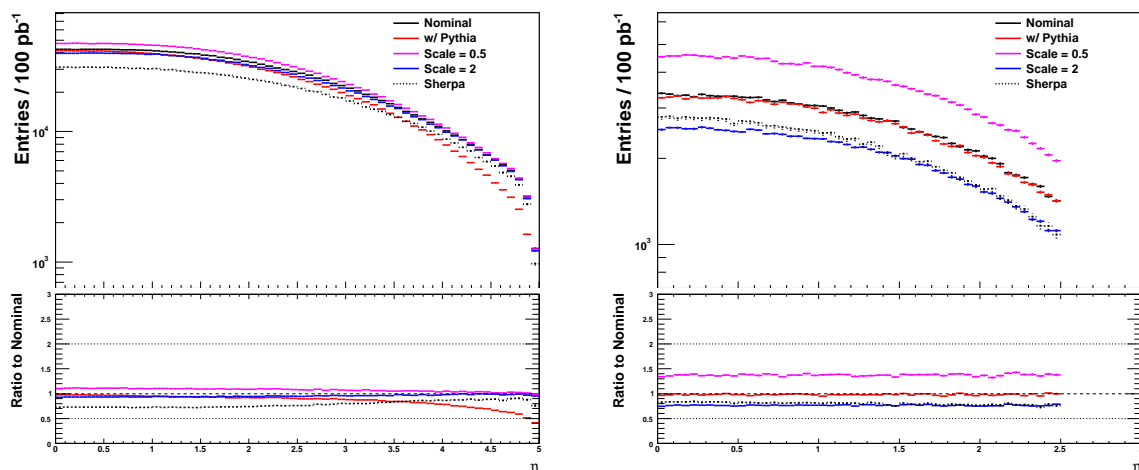 Entries / 100 pb⁻¹
10⁴
10³
Nominal
w/ Pythia
Scale = 0.5
Scale = 2
Sherpa
Ratio to Nominal
3
2.5
2
1.5
1
0.5
0
0 0.5 1 1.5 2 2.5 3 3.5 4 4.5 5
η
Entries / 100 pb⁻¹
10³
Nominal
w/ Pythia
Scale = 0.5
Scale = 2
Sherpa
Ratio to Nominal
3
2.5
2
1.5
1
0.5
0
0 0.5 1 1.5 2 2.5 3
η